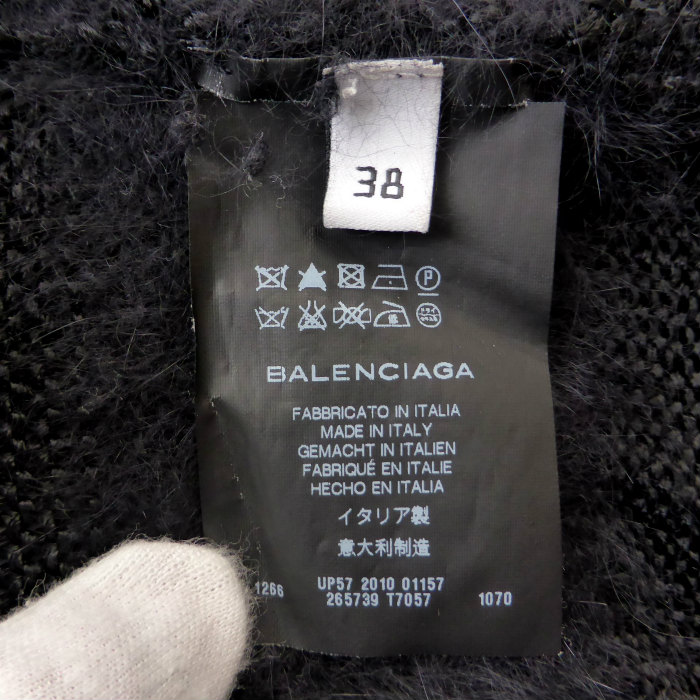 38
P
BALENCIAGA
FABBRICATO IN ITALIA
MADE IN ITALY
GEMACHT IN ITALIEN
FABRIQUÉ EN ITALIE
HECHO EN ITALIA
イタリア製
意大利制造
1266 UP57 2010 01157
265739 T7057 1070